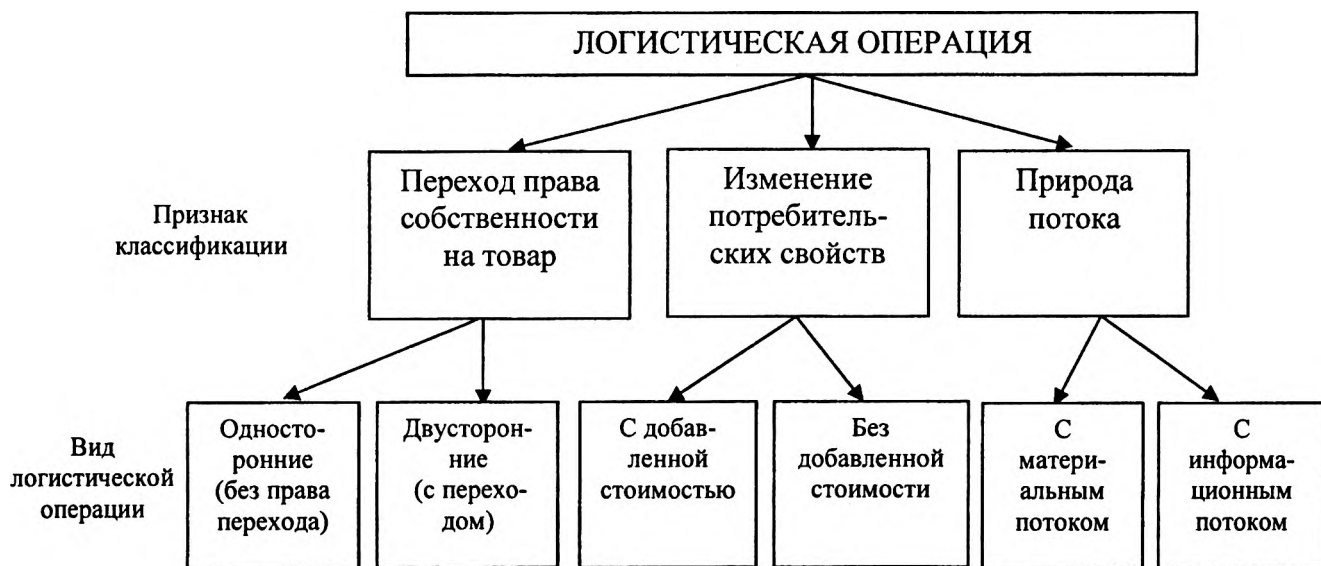 ЛОГИСТИЧЕСКАЯ ОПЕРАЦИЯ
Признак
классификации
Переход права
собственности
на товар
Изменение
потребитель-
ских свойств
Природа
потока
Вид
логистической
операции
Односто-
ронние
(без права
перехода)
Двусторон-
ние
(с перехо-
дом)
С добав-
ленной
стоимостью
Без
добавленной
стоимости
С
матери-
альным
потоком
С
информа-
ционным
потоком